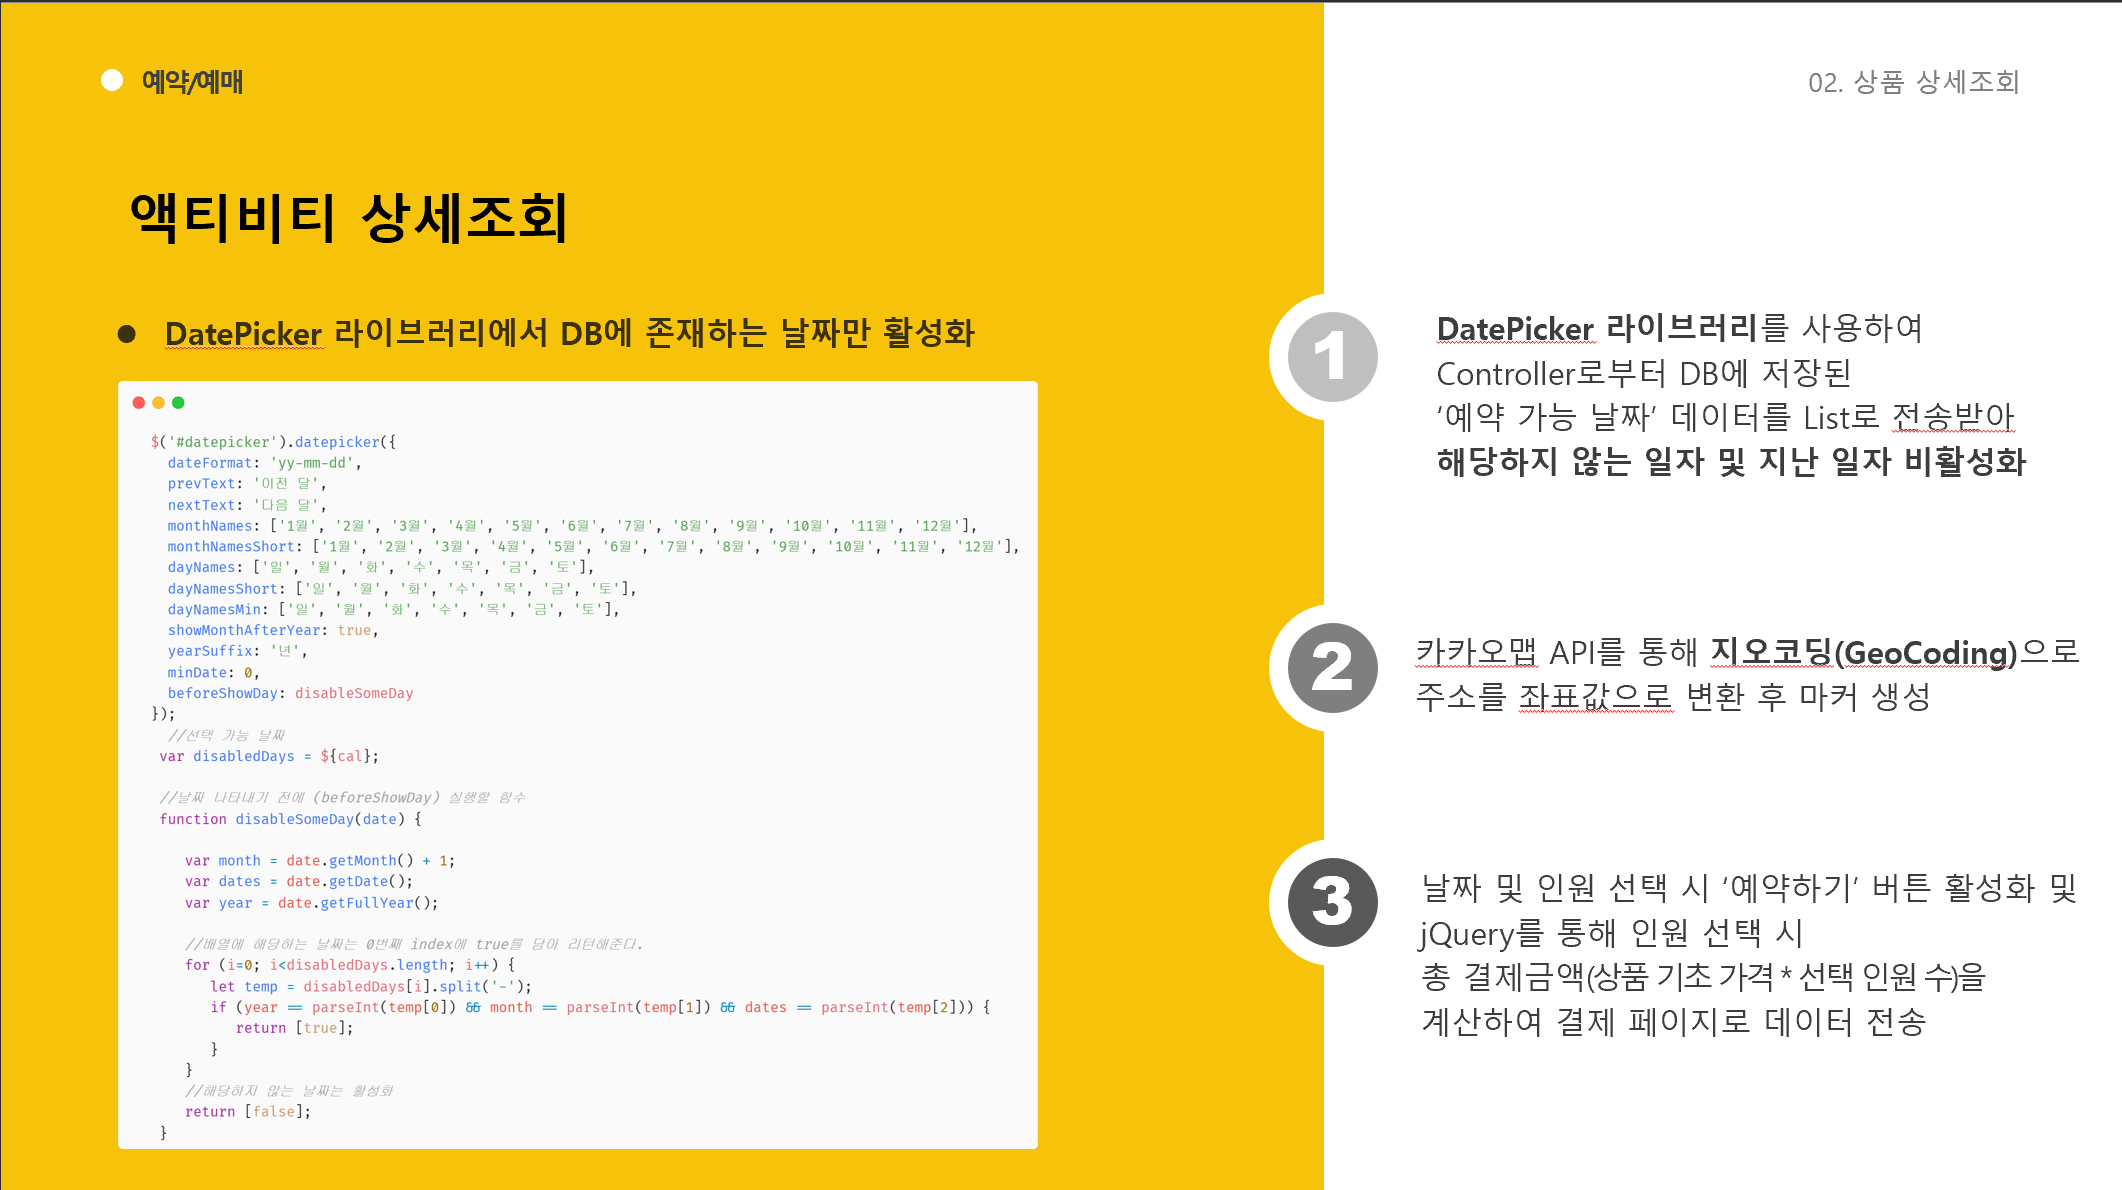 예약/예매
02. 상품 상세조회
액티비티 상세조회
DatePicker 라이브러리에서 DB에 존재하는 날짜만 활성화
$('#datepicker').datepicker({
dateFormat: 'yy-mm-dd',
prevText: '이전 달',
nextText: '다음 달',
monthNames: ['1월', '2월', '3월', '4월', '5월', '6월', '7월', '8월', '9월', '10월', '11월', '12월'],
monthNamesShort: ['1월', '2월', '3월', '4월', '5월', '6월', '7월', '8월', '9월', '10월', '11월', '12월'],
dayNames: ['일', '월', '화', '수', '목', '금', '토'],
dayNamesShort: ['일', '월', '화', '수', '목', '금', '토'],
dayNamesMin: ['일', '월', '화', '수', '목', '금', '토'],
showMonthAfterYear: true,
yearSuffix: '년',
minDate: 0,
beforeShowDay: disableSomeDay
});
//선택 가능 날짜
var disabledDays = ${cal};
//날짜 나타내기 전에 (beforeShowDay) 실행할 함수
function disableSomeDay(date) {
var month = date.getMonth() + 1;
var dates = date.getDate();
var year = date.getFullYear();
//배열에 해당하는 날짜는 0번째 index에 true를 담아 리턴해준다.
for (i=0; i<disabledDays.length; i++) {
let temp = disabledDays[i].split('-');
if (year == parseInt(temp[0]) && month == parseInt(temp[1]) && dates == parseInt(temp[2])) {
return [true];
}
}
//해당하지 않는 날짜는 활성화
return [false];
}
1
DatePicker 라이브러리를 사용하여
Controller로부터 DB에 저장된
‘예약 가능 날짜’ 데이터를 List로 전송받아
해당하지 않는 일자 및 지난 일자 비활성화
2
카카오맵 API를 통해 지오코딩(GeoCoding)으로
주소를 좌표값으로 변환 후 마커 생성
3
날짜 및 인원 선택 시 ‘예약하기’ 버튼 활성화 및
jQuery를 통해 인원 선택 시
총 결제금액(상품 기초 가격 * 선택 인원 수)을
계산하여 결제 페이지로 데이터 전송